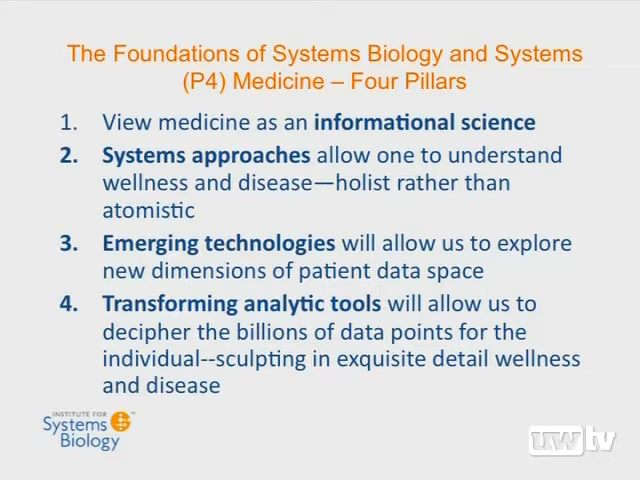 The Foundations of Systems Biology and Systems
(P4) Medicine – Four Pillars
1. View medicine as an informational science
2. Systems approaches allow one to understand
wellness and disease—holist rather than
atomistic
3. Emerging technologies will allow us to explore
new dimensions of patient data space
4. Transforming analytic tools will allow us to
decipher the billions of data points for the
individual--sculpting in exquisite detail wellness
and disease
INSTITUTE FOR
Systems
Biology
uwtv